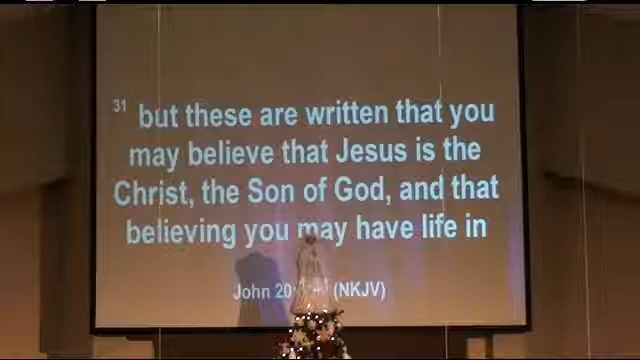 31 but these are written that you
may believe that Jesus is the
Christ, the Son of God, and that
believing you may have life in
John 20: (NKJV)